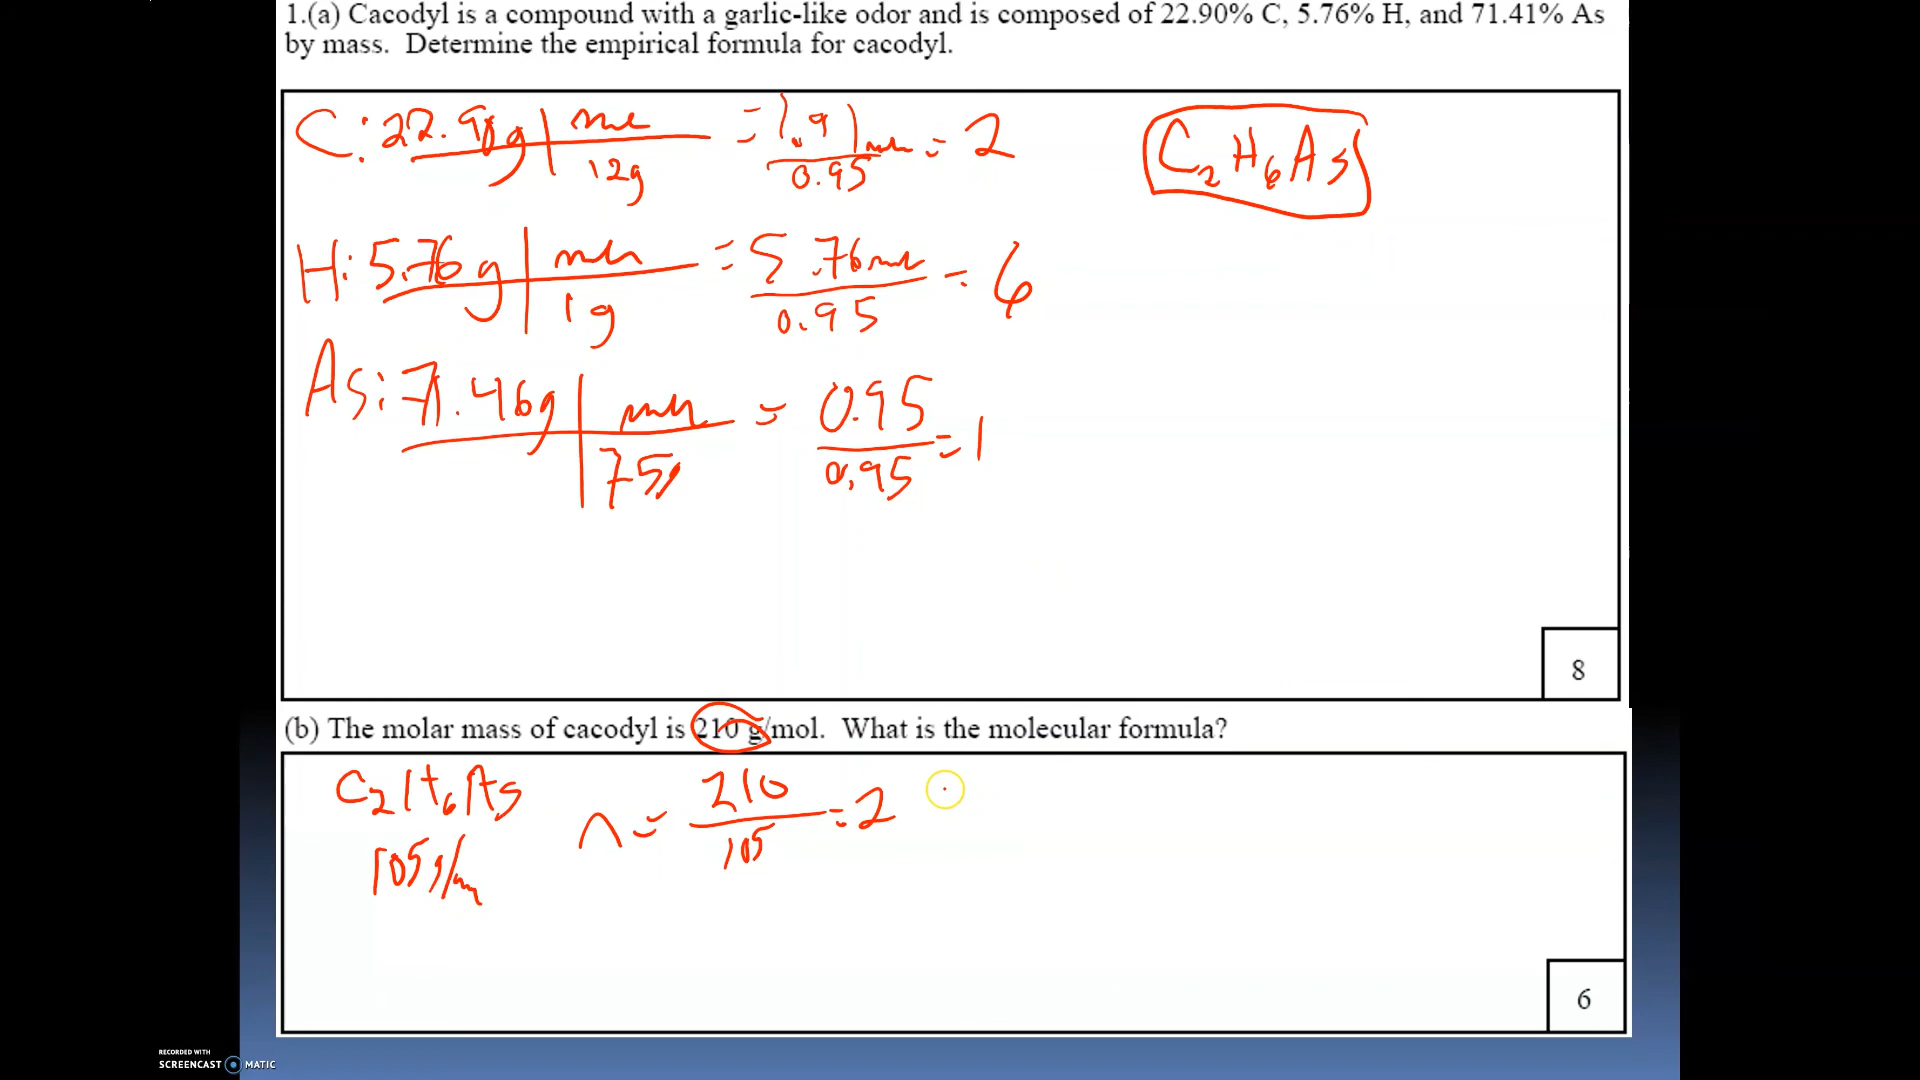 1.(a) Cacodyl is a compound with a garlic-like odor and is composed of 22.90% C, 5.76% H, and 71.41% As
by mass. Determine the empirical formula for cacodyl.
C: 22.90g | mol / 12g = 1.91 mol / 0.95 = 2
C2H6As
H: 5.76g | mol / 1g = 5.76 mol / 0.95 = 6
As: 71.46g | mol / 75g = 0.95 / 0.95 = 1
8
(b) The molar mass of cacodyl is 210 g/mol. What is the molecular formula?
C2H6As
n = 210 / 105 = 2
105 g/m
6
RECORDED WITH
SCREENCAST MATIC